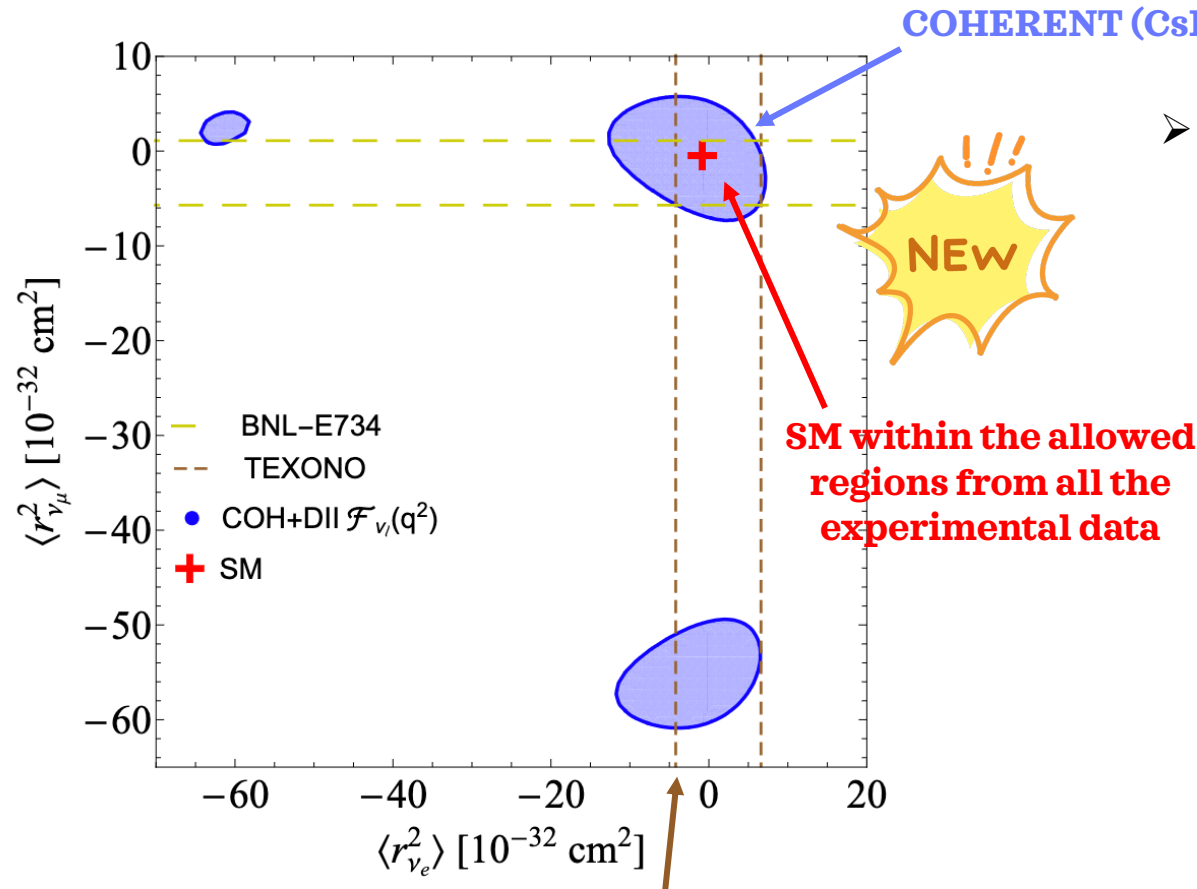 COHERENT (CsI
10
0
−10
−20
−30
−40
−50
−60
⟨r²_νμ⟩ [10⁻³² cm²]
NEW
BNL−E734
TEXONO
COH+DII ℱ_νl(q²)
SM
SM within the allowed
regions from all the
experimental data
−60 −40 −20 0 20
⟨r²_νe⟩ [10⁻³² cm²]